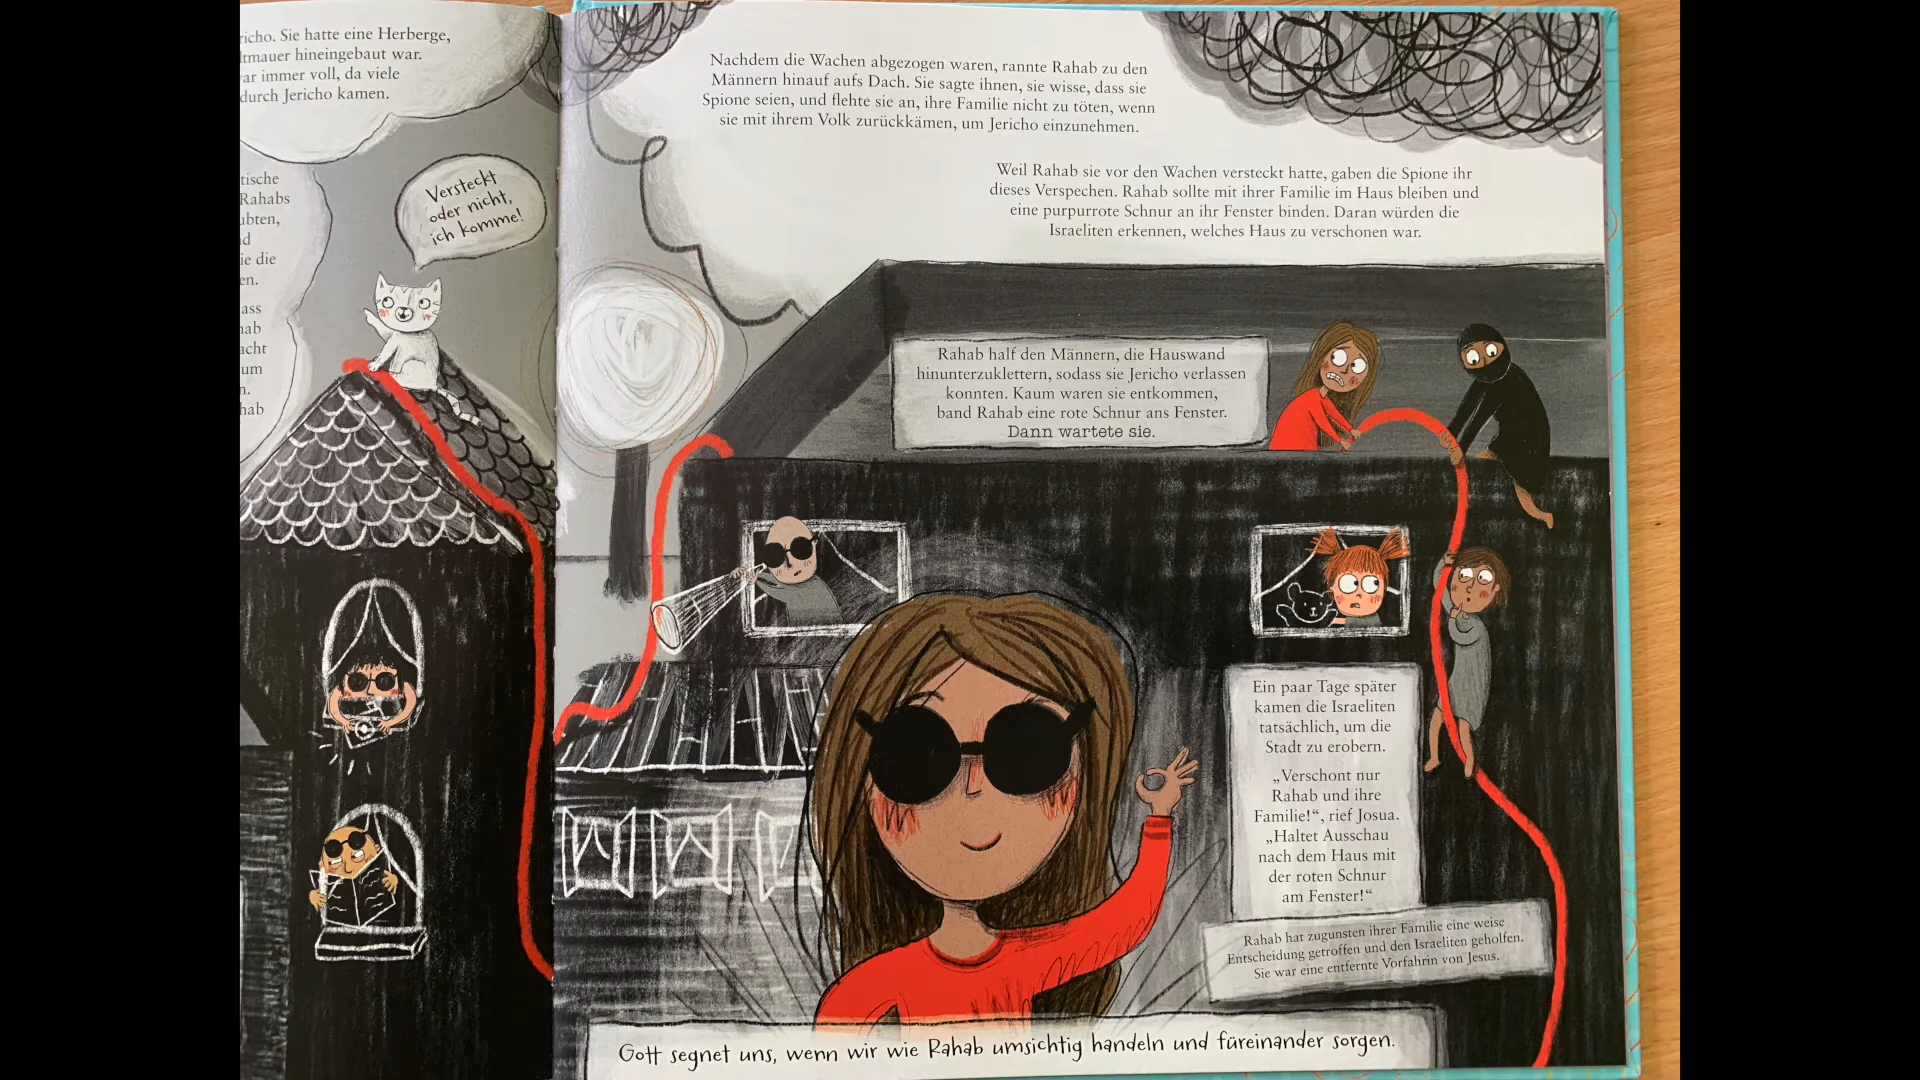 richo. Sie hatte eine Herberge,
tmauer hineingebaut war.
ar immer voll, da viele
durch Jericho kamen.
tische
Rahabs
bten,
d
ie die
en.
ass
ab
acht
um
n.
hab
Versteckt
oder nicht,
ich komme!
Nachdem die Wachen abgezogen waren, rannte Rahab zu den
Männern hinauf aufs Dach. Sie sagte ihnen, sie wisse, dass sie
Spione seien, und flehte sie an, ihre Familie nicht zu töten, wenn
sie mit ihrem Volk zurückkämen, um Jericho einzunehmen.
Weil Rahab sie vor den Wachen versteckt hatte, gaben die Spione ihr
dieses Verspechen. Rahab sollte mit ihrer Familie im Haus bleiben und
eine purpurrote Schnur an ihr Fenster binden. Daran würden die
Israeliten erkennen, welches Haus zu verschonen war.
Rahab half den Männern, die Hauswand
hinunterzuklettern, sodass sie Jericho verlassen
konnten. Kaum waren sie entkommen,
band Rahab eine rote Schnur ans Fenster.
Dann wartete sie.
Ein paar Tage später
kamen die Israeliten
tatsächlich, um die
Stadt zu erobern.
„Verschont nur
Rahab und ihre
Familie!“, rief Josua.
„Haltet Ausschau
nach dem Haus mit
der roten Schnur
am Fenster!“
Rahab hat zugunsten ihrer Familie eine weise
Entscheidung getroffen und den Israeliten geholfen.
Sie war eine entfernte Vorfahrin von Jesus.
Gott segnet uns, wenn wir wie Rahab umsichtig handeln und füreinander sorgen.